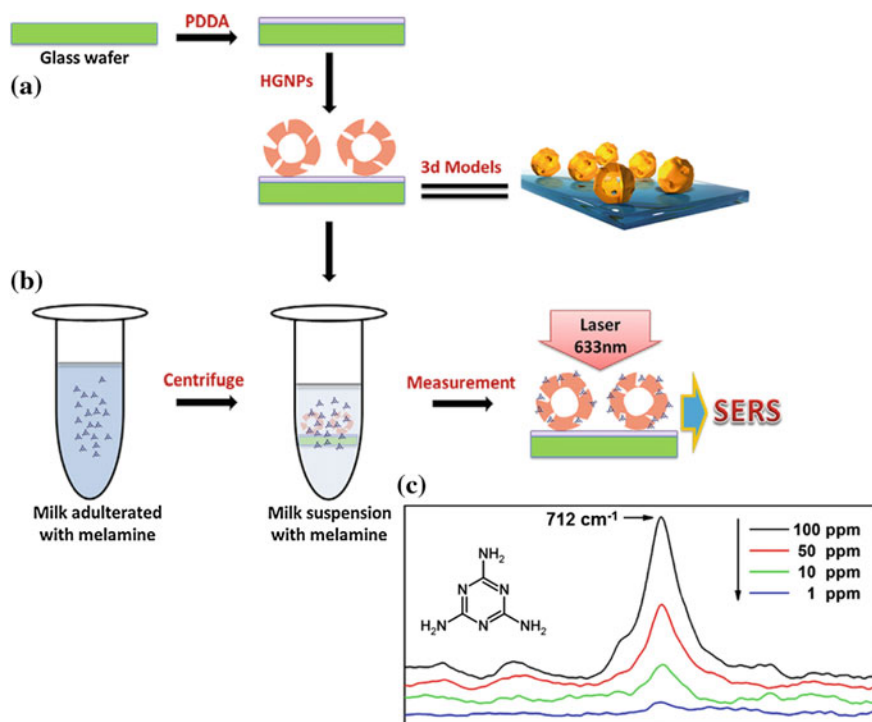 PDDA
Glass wafer
(a)
HGNPs
3d Models
(b)
Laser
633nm
Centrifuge
Measurement
SERS
Milk adulterated
with melamine
Milk suspension
with melamine
(c)
712 cm⁻¹
100 ppm
50 ppm
10 ppm
1 ppm
NH₂
N
N
H₂N
N
NH₂